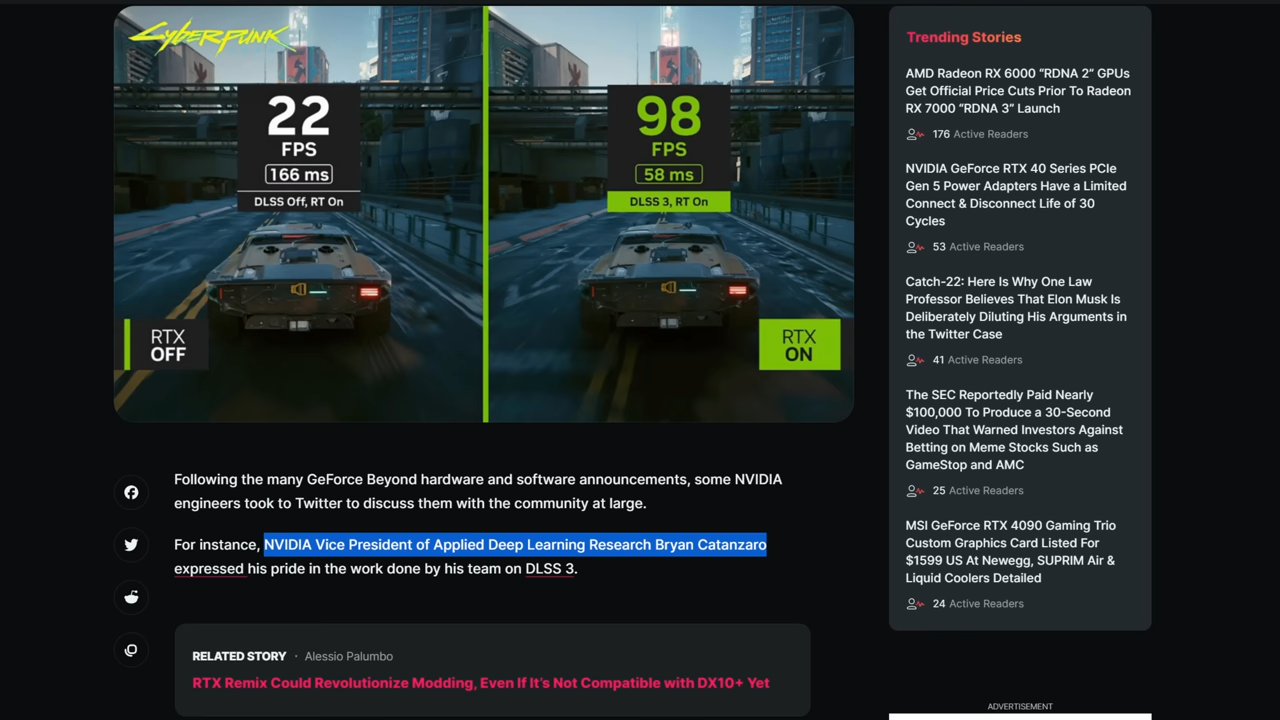 Cyberpunk
22
FPS
166 ms
DLSS Off, RT On
RTX
OFF
98
FPS
58 ms
DLSS 3, RT On
RTX
ON
Following the many GeForce Beyond hardware and software announcements, some NVIDIA
engineers took to Twitter to discuss them with the community at large.
For instance, NVIDIA Vice President of Applied Deep Learning Research Bryan Catanzaro
expressed his pride in the work done by his team on DLSS 3.
RELATED STORY · Alessio Palumbo
RTX Remix Could Revolutionize Modding, Even If It’s Not Compatible with DX10+ Yet
Trending Stories
AMD Radeon RX 6000 “RDNA 2” GPUs
Get Official Price Cuts Prior To Radeon
RX 7000 “RDNA 3” Launch
176 Active Readers
NVIDIA GeForce RTX 40 Series PCIe
Gen 5 Power Adapters Have a Limited
Connect & Disconnect Life of 30
Cycles
53 Active Readers
Catch-22: Here Is Why One Law
Professor Believes That Elon Musk Is
Deliberately Diluting His Arguments in
the Twitter Case
41 Active Readers
The SEC Reportedly Paid Nearly
$100,000 To Produce a 30-Second
Video That Warned Investors Against
Betting on Meme Stocks Such as
GameStop and AMC
25 Active Readers
MSI GeForce RTX 4090 Gaming Trio
Custom Graphics Card Listed For
$1599 US At Newegg, SUPRIM Air &
Liquid Coolers Detailed
24 Active Readers
ADVERTISEMENT